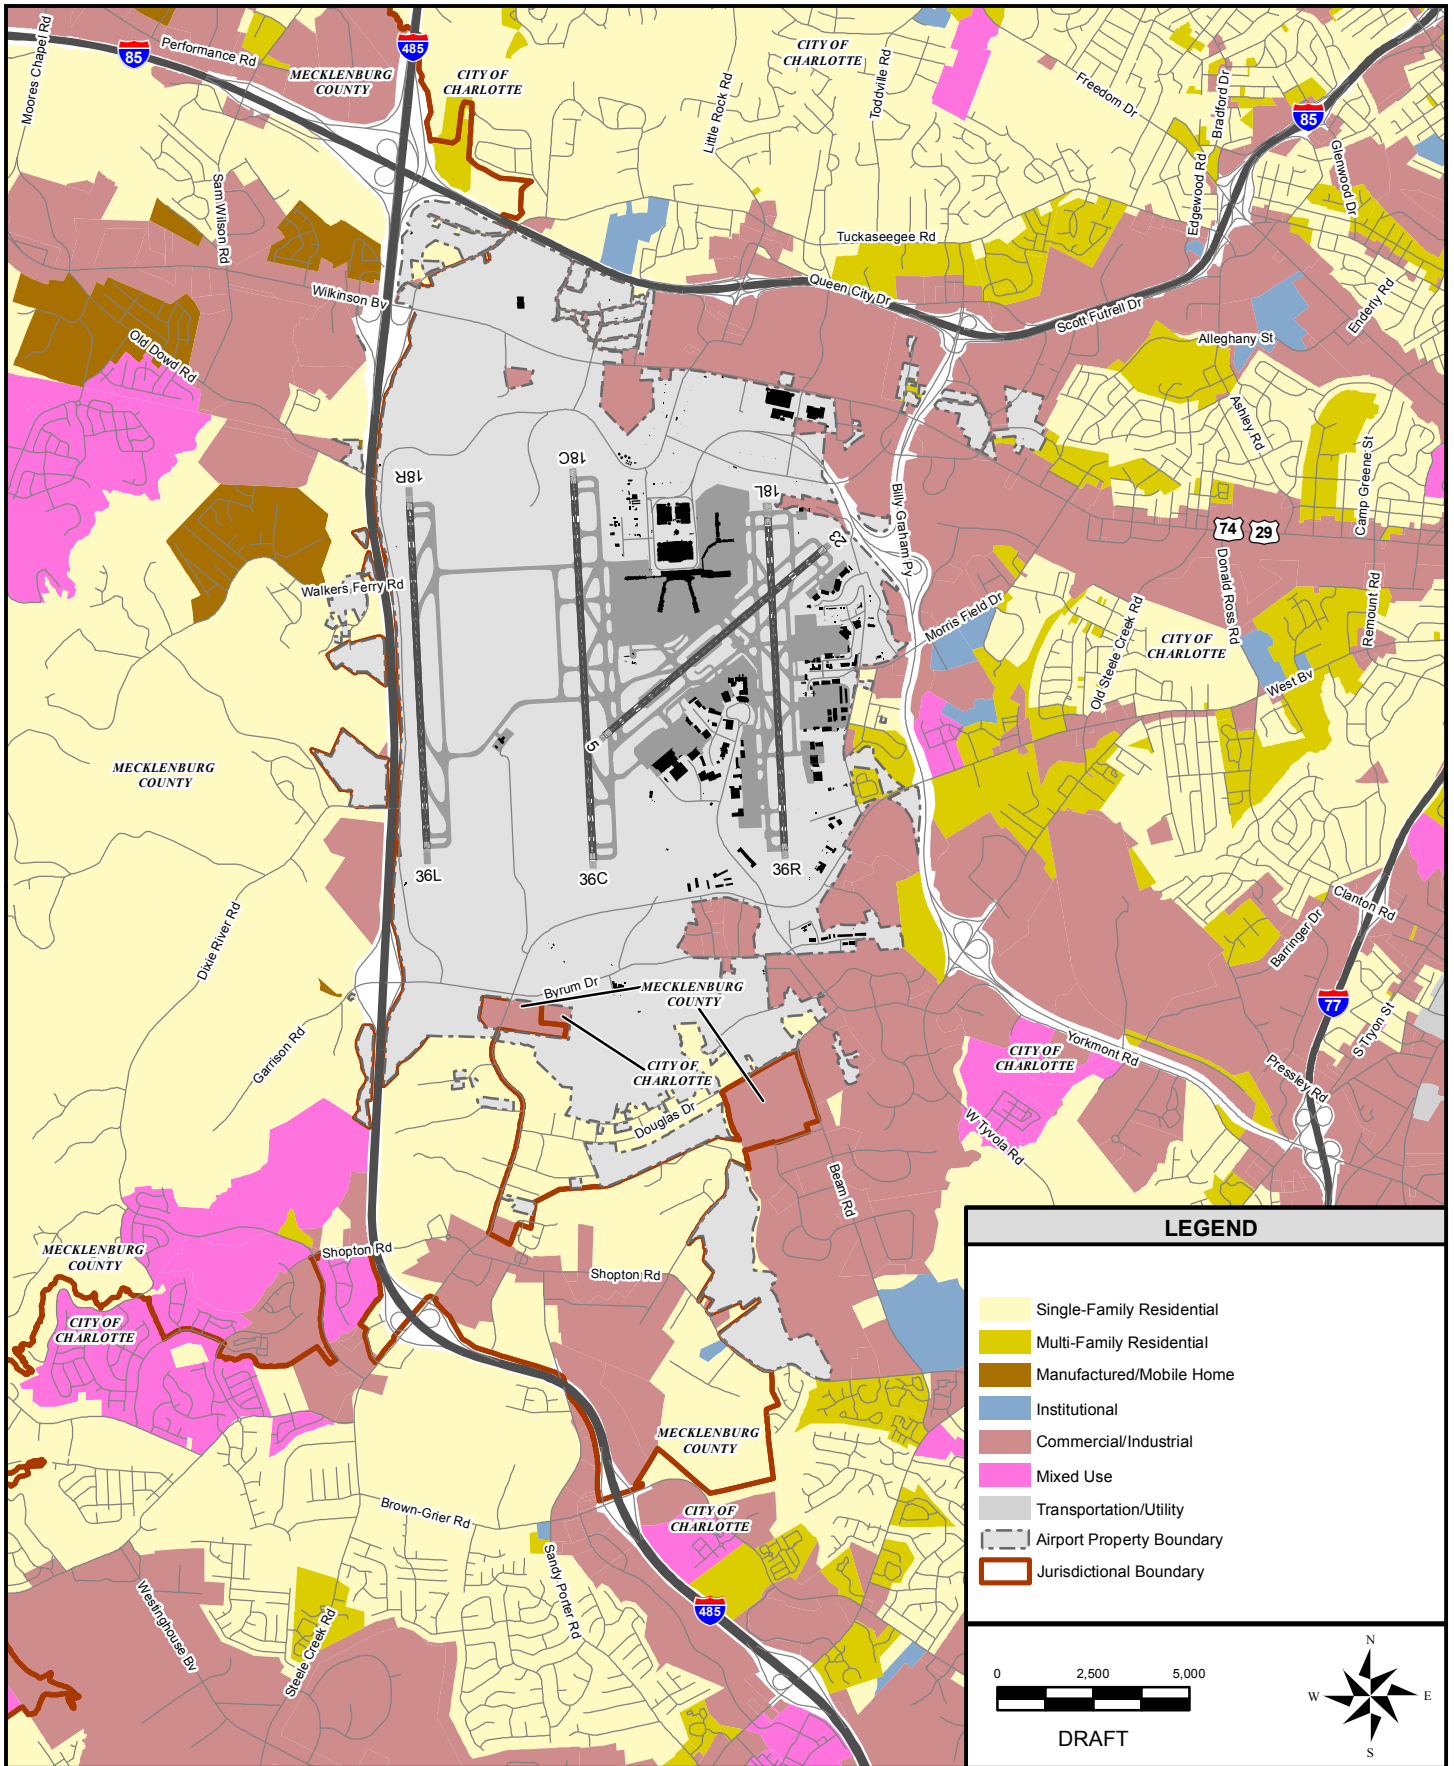 Moores Chapel Rd
85
Performance Rd
MECKLENBURG
COUNTY
485
CITY OF
CHARLOTTE
CITY OF
CHARLOTTE
Little Rock Rd
Toddville Rd
Freedom Dr
Bradford Dr
85
Glenwood Dr
Edgewood Rd
Sam Wilson Rd
Tuckaseegee Rd
Wilkinson Bv
Queen City Dr
Scott Futrell Dr
Enderly Rd
Alleghany St
Old Dowd Rd
Ashley Rd
Camp Greene St
18R
18C
18L
23
Billy Graham Py
74
29
Donald Ross Rd
Remount Rd
Walkers Ferry Rd
Morris Field Dr
Old Steele Creek Rd
CITY OF
CHARLOTTE
West Bv
5
MECKLENBURG
COUNTY
36L
36C
36R
Clanton Rd
Barringer Dr
Dixie River Rd
77
S Tryon St
Byrum Dr
MECKLENBURG
COUNTY
Garrison Rd
CITY OF
CHARLOTTE
CITY OF
CHARLOTTE
Yorkmont Rd
Pressley Rd
Douglas Dr
W Tyvola Rd
Beam Rd
MECKLENBURG
COUNTY
Shopton Rd
Shopton Rd
CITY OF
CHARLOTTE
MECKLENBURG
COUNTY
Brown-Grier Rd
CITY OF
CHARLOTTE
Sandy Porter Rd
485
Westinghouse Bv
Steele Creek Rd
LEGEND
Single-Family Residential
Multi-Family Residential
Manufactured/Mobile Home
Institutional
Commercial/Industrial
Mixed Use
Transportation/Utility
Airport Property Boundary
Jurisdictional Boundary
0
2,500
5,000
DRAFT
N
W
E
S